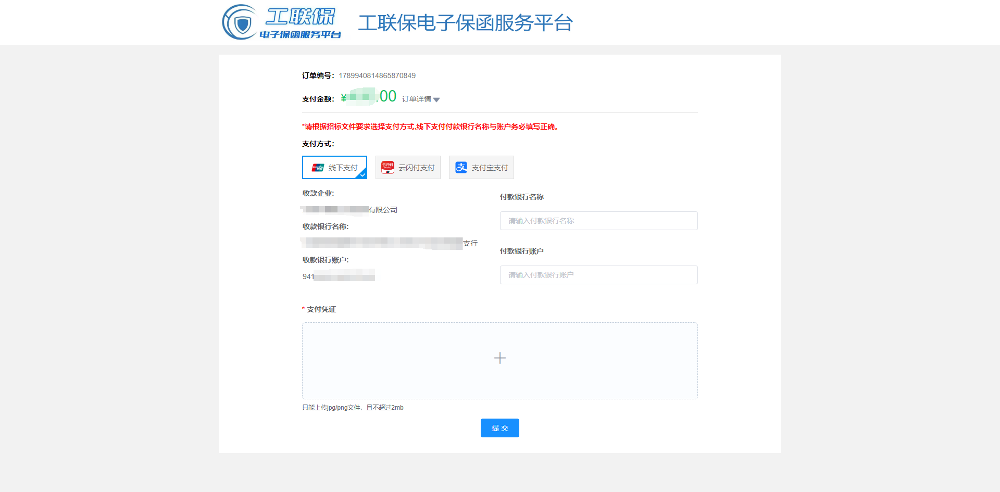 工联保
电子保函服务平台
工联保电子保函服务平台
订单编号： 1789940814865870849
支付金额： ¥ .00 订单详情
*请根据招标文件要求选择支付方式,线下支付付款银行名称与账户务必填写正确。
支付方式：
线下支付
云闪付支付
支付宝支付
收款企业:
有限公司
收款银行名称:
支行
收款银行账户:
941
付款银行名称
请输入付款银行名称
付款银行账户
请输入付款银行账户
* 支付凭证
只能上传jpg/png文件，且不超过2mb
提 交